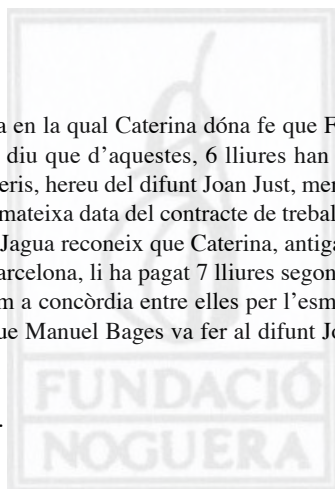 a en la qual Caterina dóna fe que F
diu que d’aquestes, 6 lliures han
eris, hereu del difunt Joan Just, mer
mateixa data del contracte de trebal
Jagua reconeix que Caterina, antiga
arcelona, li ha pagat 7 lliures segon
m a concòrdia entre elles per l’esm
ue Manuel Bages va fer al difunt Jo
.
FUNDACIÓ
NOGUERA